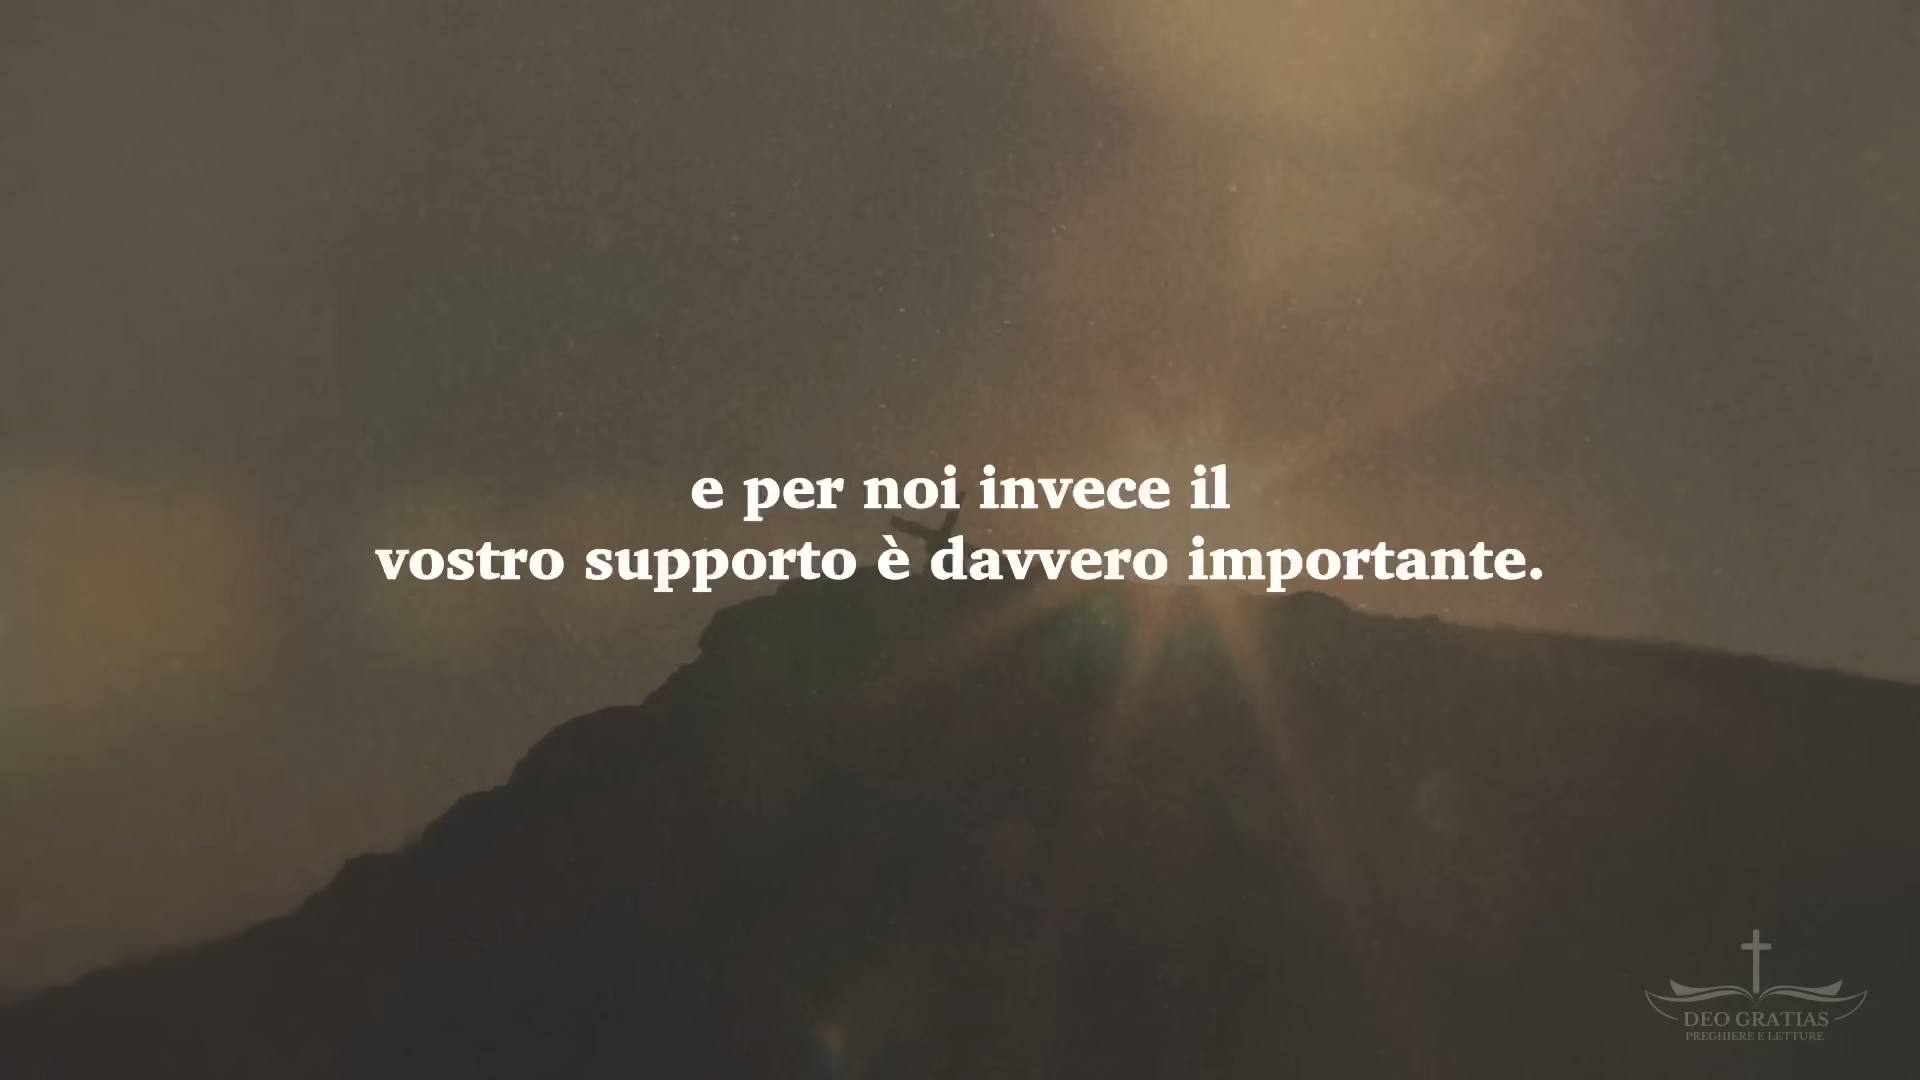 e per noi invece il
vostro supporto è davvero importante.
DEO GRATIAS
PREGHIERE E LETTURE